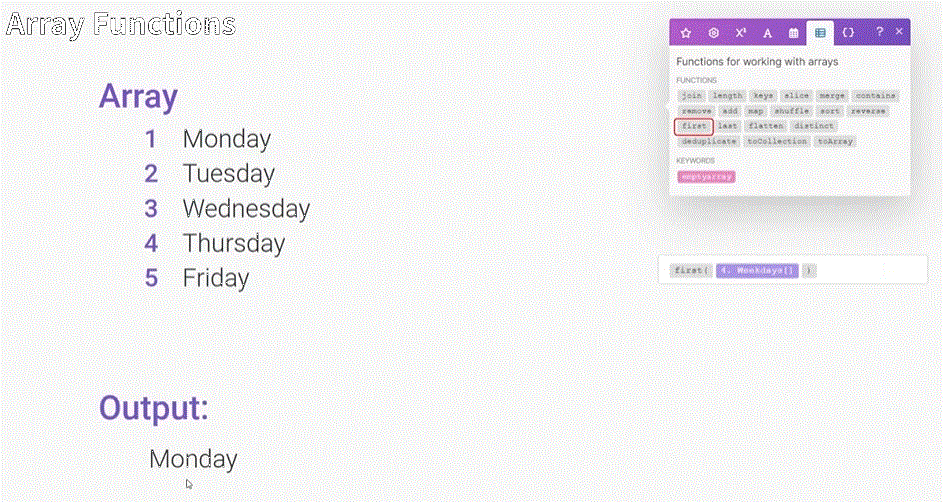 Array Functions
Array
1 Monday
2 Tuesday
3 Wednesday
4 Thursday
5 Friday
Output:
Monday
A ? ×
Functions for working with arrays
FUNCTIONS
join length keys slice merge contains
remove add map shuffle sort reverse
first last flatten distinct
deduplicate toCollection toArray
KEYWORDS
emptyarray
first( 4. Weekdays[] )